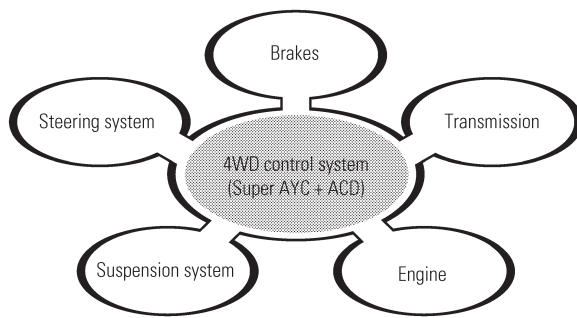 Brakes
Steering system
Transmission
4WD control system
(Super AYC + ACD)
Suspension system
Engine